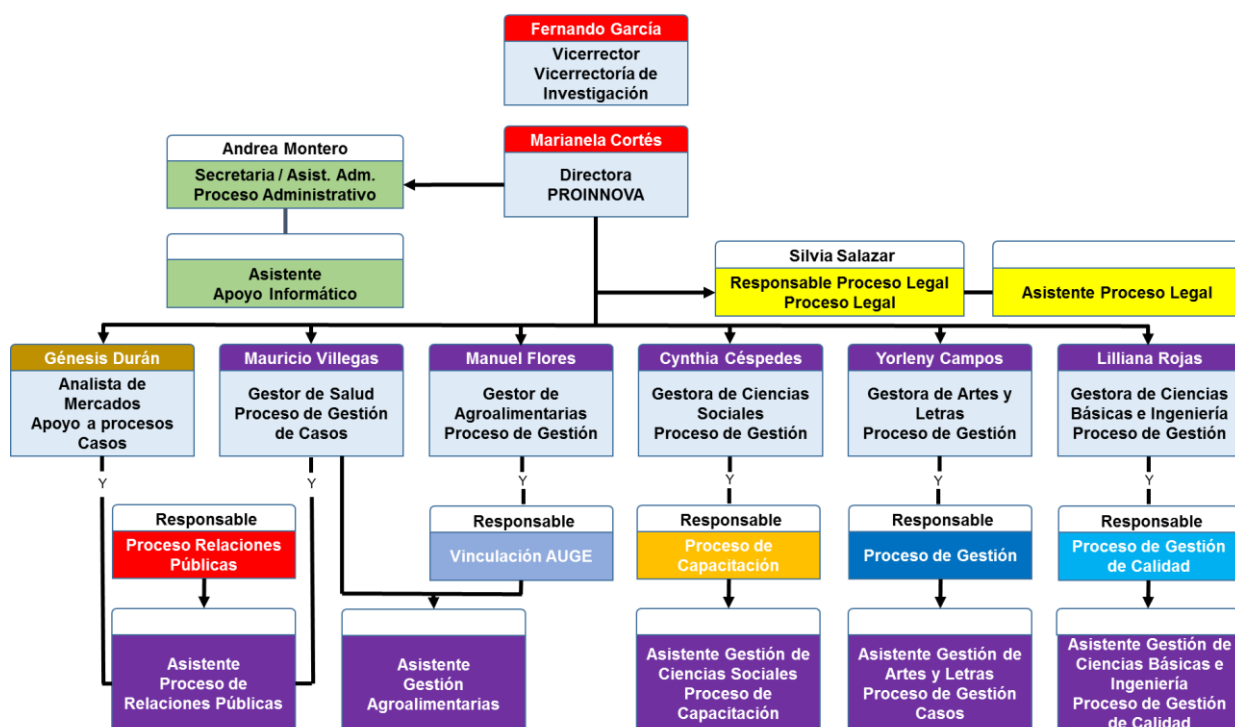 Fernando García
Vicerrector
Vicerrectoría de
Investigación
Marianela Cortés
Directora
PROINNOVA
Andrea Montero
Secretaria / Asist. Adm.
Proceso Administrativo
Asistente
Apoyo Informático
Silvia Salazar
Responsable Proceso Legal
Proceso Legal
Asistente Proceso Legal
Génesis Durán
Analista de
Mercados
Apoyo a procesos
Casos
Mauricio Villegas
Gestor de Salud
Proceso de Gestión
de Casos
Manuel Flores
Gestor de
Agroalimentarias
Proceso de Gestión
Cynthia Céspedes
Gestora de Ciencias
Sociales
Proceso de Gestión
Yorleny Campos
Gestora de Artes y
Letras
Proceso de Gestión
Lilliana Rojas
Gestora de Ciencias
Básicas e Ingeniería
Proceso de Gestión
Y
Y
Y
Y
Y
Y
Responsable
Proceso Relaciones
Públicas
Responsable
Vinculación AUGE
Responsable
Proceso de
Capacitación
Responsable
Proceso de Gestión
Responsable
Proceso de Gestión
de Calidad
Asistente
Proceso de
Relaciones Públicas
Asistente
Gestión
Agroalimentarias
Asistente Gestión de
Ciencias Sociales
Proceso de
Capacitación
Asistente Gestión de
Artes y Letras
Proceso de Gestión
Casos
Asistente Gestión de
Ciencias Básicas e
Ingeniería
Proceso de Gestión
de Calidad